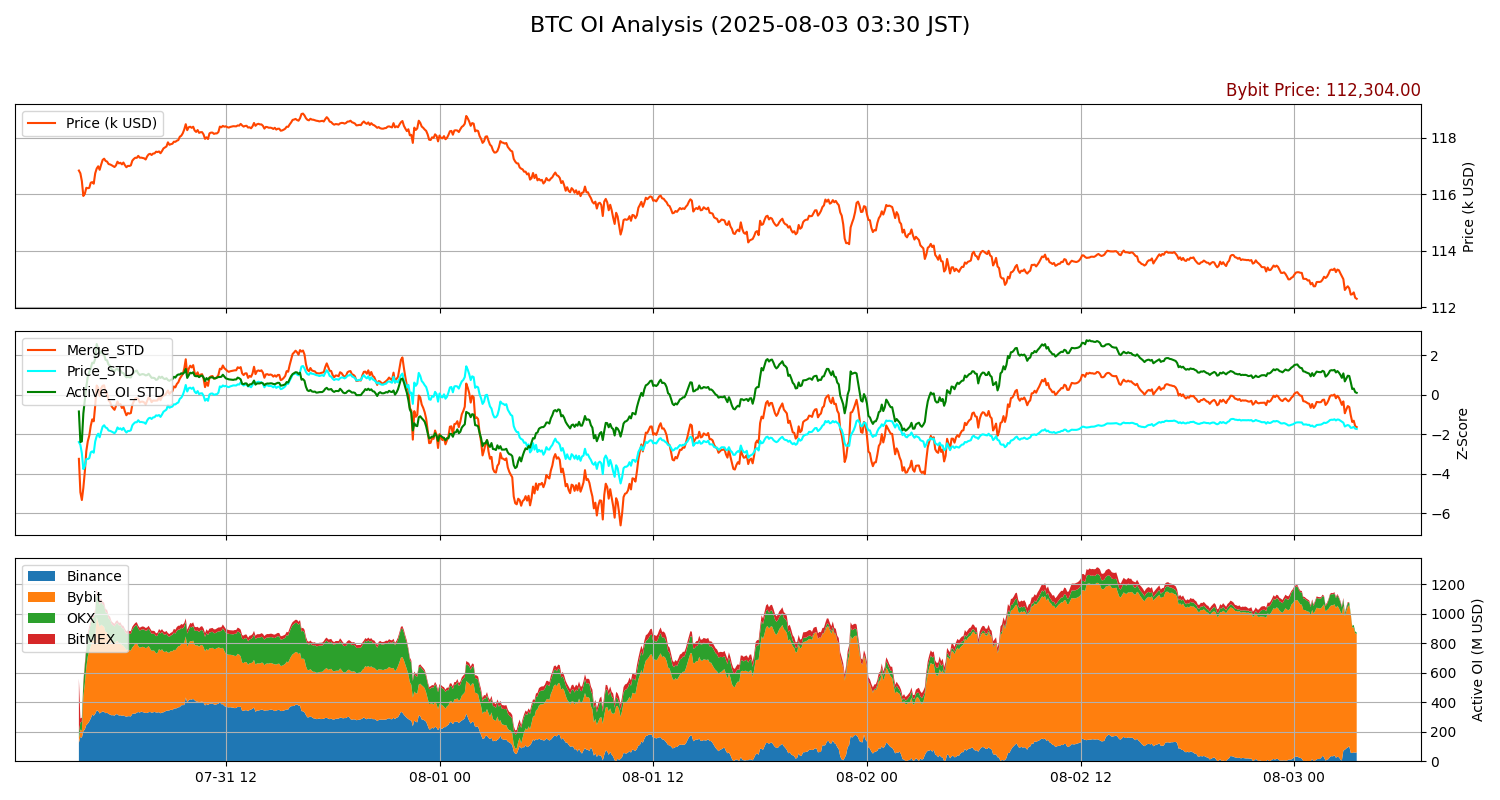 BTC OI Analysis (2025-08-03 03:30 JST)
Bybit Price: 112,304.00
Price (k USD)
118
116
114
112
Price (k USD)
Merge_STD
Price_STD
Active_OI_STD
2
0
−2
−4
−6
Z-Score
Binance
Bybit
OKX
BitMEX
1200
1000
800
600
400
200
0
Active OI (M USD)
07-31 12
08-01 00
08-01 12
08-02 00
08-02 12
08-03 00